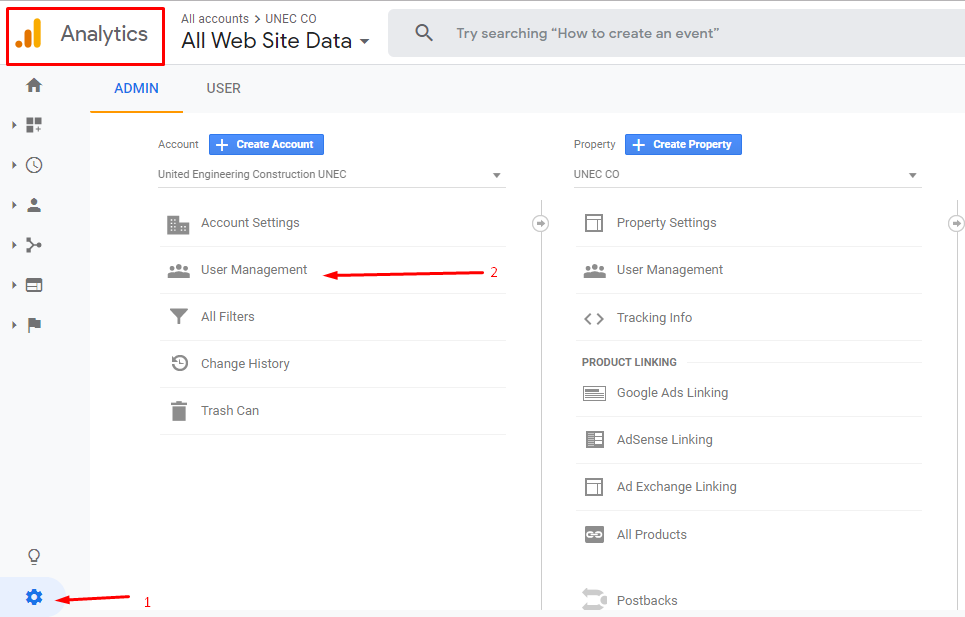 Analytics
All accounts > UNEC CO
All Web Site Data
Try searching “How to create an event”
ADMIN
USER
Account
Create Account
United Engineering Construction UNEC
Account Settings
User Management
2
All Filters
Change History
Trash Can
Property
Create Property
UNEC CO
Property Settings
User Management
Tracking Info
PRODUCT LINKING
Google Ads Linking
AdSense Linking
Ad Exchange Linking
All Products
Postbacks
1